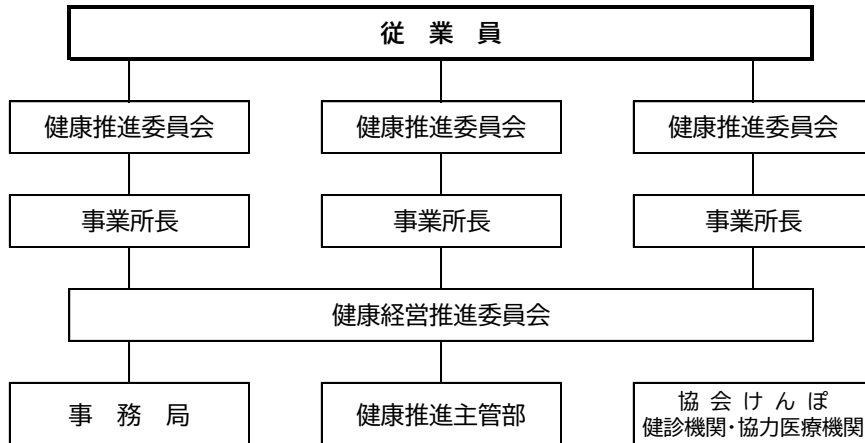 従 業 員
健康推進委員会
健康推進委員会
健康推進委員会
事業所長
事業所長
事業所長
健康経営推進委員会
事 務 局
健康推進主管部
協 会 け ん ぽ
健診機関・協力医療機関